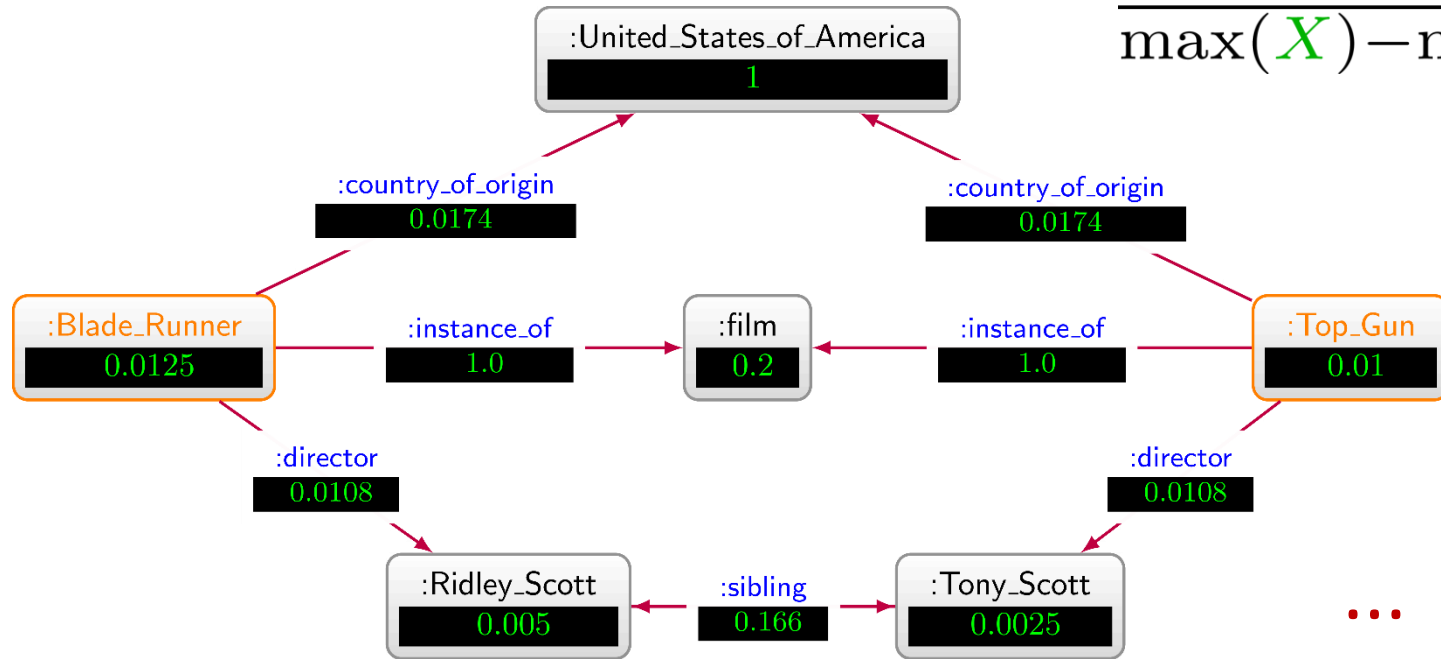 :United_States_of_America
1
max(X)−
:country_of_origin
0.0174
:country_of_origin
0.0174
:Blade_Runner
0.0125
:instance_of
1.0
:film
0.2
:instance_of
1.0
:Top_Gun
0.01
:director
0.0108
:director
0.0108
:Ridley_Scott
0.005
:sibling
0.166
:Tony_Scott
0.0025
...